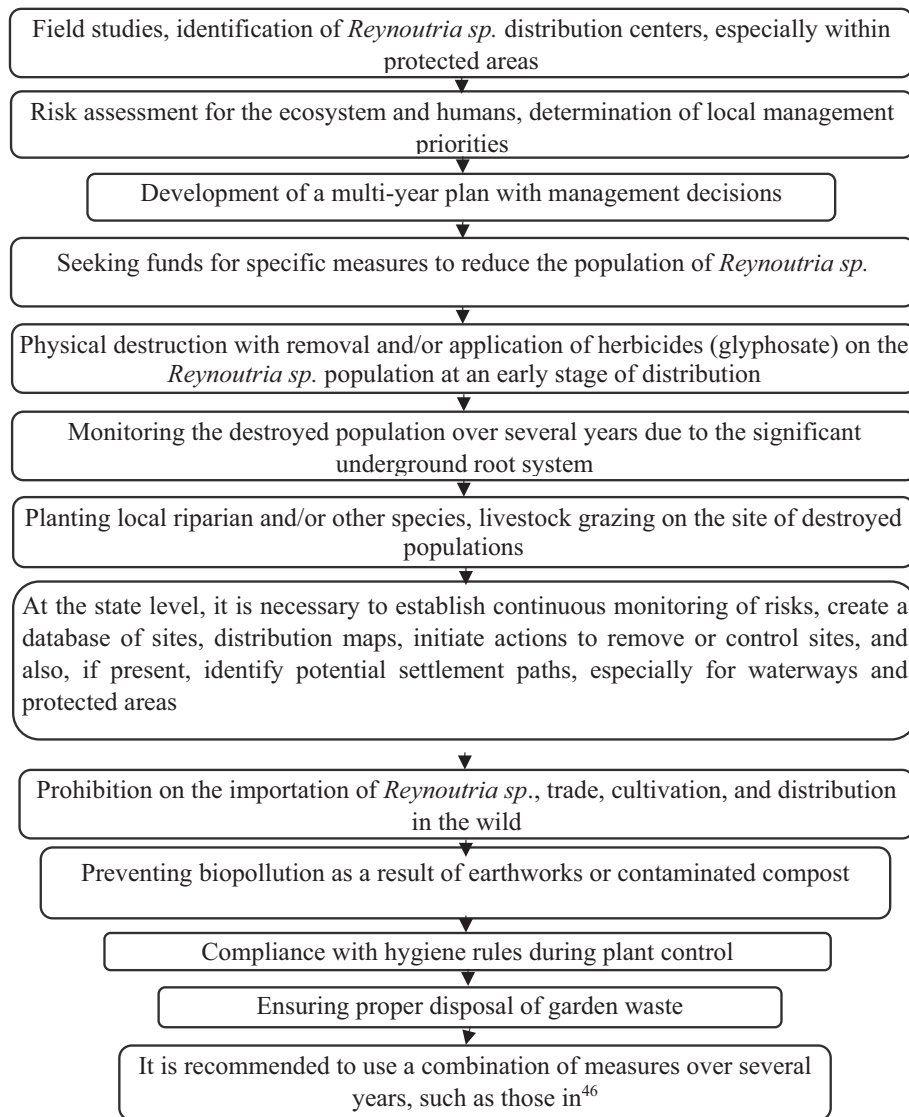 Field studies, identification of Reynoutria sp. distribution centers, especially within
protected areas
Risk assessment for the ecosystem and humans, determination of local management
priorities
Development of a multi-year plan with management decisions
Seeking funds for specific measures to reduce the population of Reynoutria sp.
Physical destruction with removal and/or application of herbicides (glyphosate) on the
Reynoutria sp. population at an early stage of distribution
Monitoring the destroyed population over several years due to the significant
underground root system
Planting local riparian and/or other species, livestock grazing on the site of destroyed
populations
At the state level, it is necessary to establish continuous monitoring of risks, create a
database of sites, distribution maps, initiate actions to remove or control sites, and
also, if present, identify potential settlement paths, especially for waterways and
protected areas
Prohibition on the importation of Reynoutria sp., trade, cultivation, and distribution
in the wild
Preventing biopollution as a result of earthworks or contaminated compost
Compliance with hygiene rules during plant control
Ensuring proper disposal of garden waste
It is recommended to use a combination of measures over several
years, such as those in46